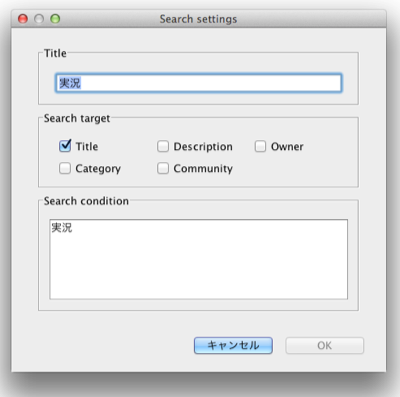 Search settings
Title
実況
Search target
Title
Description
Owner
Category
Community
Search condition
実況
キャンセル
OK